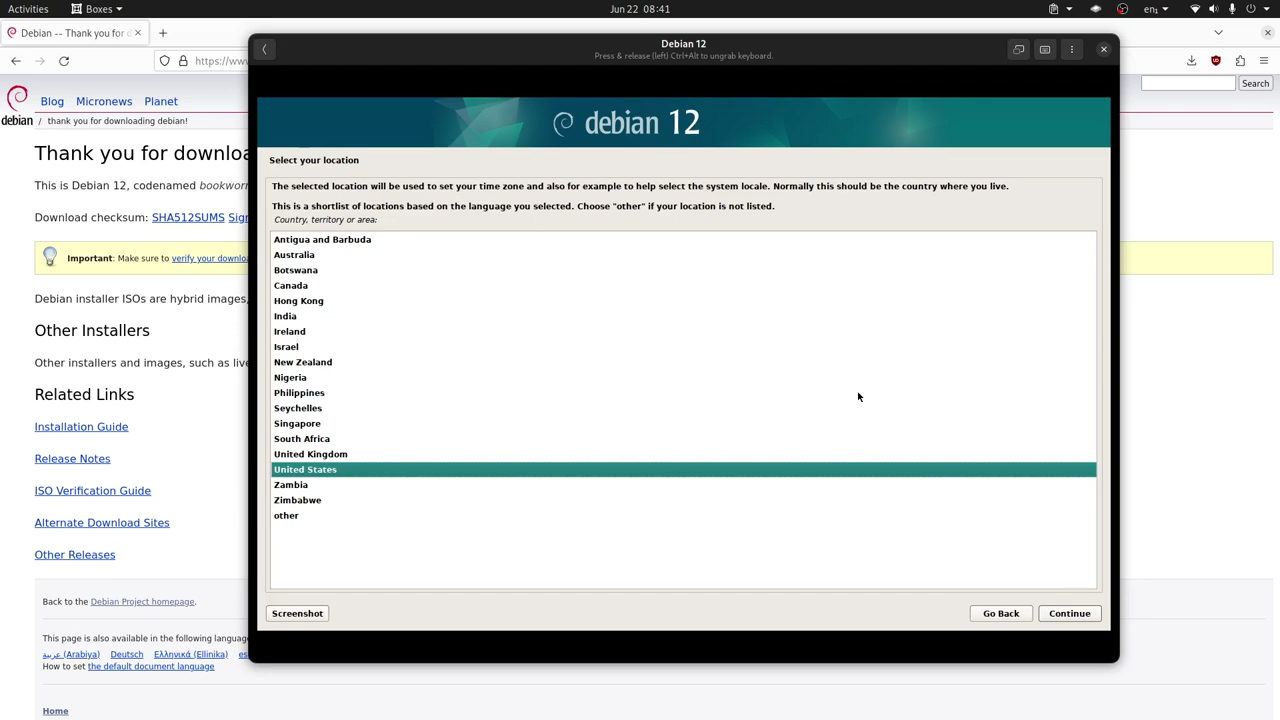 Activities
Boxes
Jun 22 08:41
en₁
Debian -- Thank you for d
https://ww
Search
debian
Blog
Micronews
Planet
/ thank you for downloading debian!
Thank you for downloa
This is Debian 12, codenamed bookwor
Download checksum: SHA512SUMS Sign
Important: Make sure to verify your downloa
Debian installer ISOs are hybrid images,
Other Installers
Other installers and images, such as live
Related Links
Installation Guide
Release Notes
ISO Verification Guide
Alternate Download Sites
Other Releases
Back to the Debian Project homepage.
This page is also available in the following language
عربية (Arabiya) Deutsch Ελληνικά (Ellinika) es
How to set the default document language
Home
Debian 12
Press & release (left) Ctrl+Alt to ungrab keyboard.
debian 12
Select your location
The selected location will be used to set your time zone and also for example to help select the system locale. Normally this should be the country where you live.
This is a shortlist of locations based on the language you selected. Choose "other" if your location is not listed.
Country, territory or area:
Antigua and Barbuda
Australia
Botswana
Canada
Hong Kong
India
Ireland
Israel
New Zealand
Nigeria
Philippines
Seychelles
Singapore
South Africa
United Kingdom
United States
Zambia
Zimbabwe
other
Screenshot
Go Back
Continue